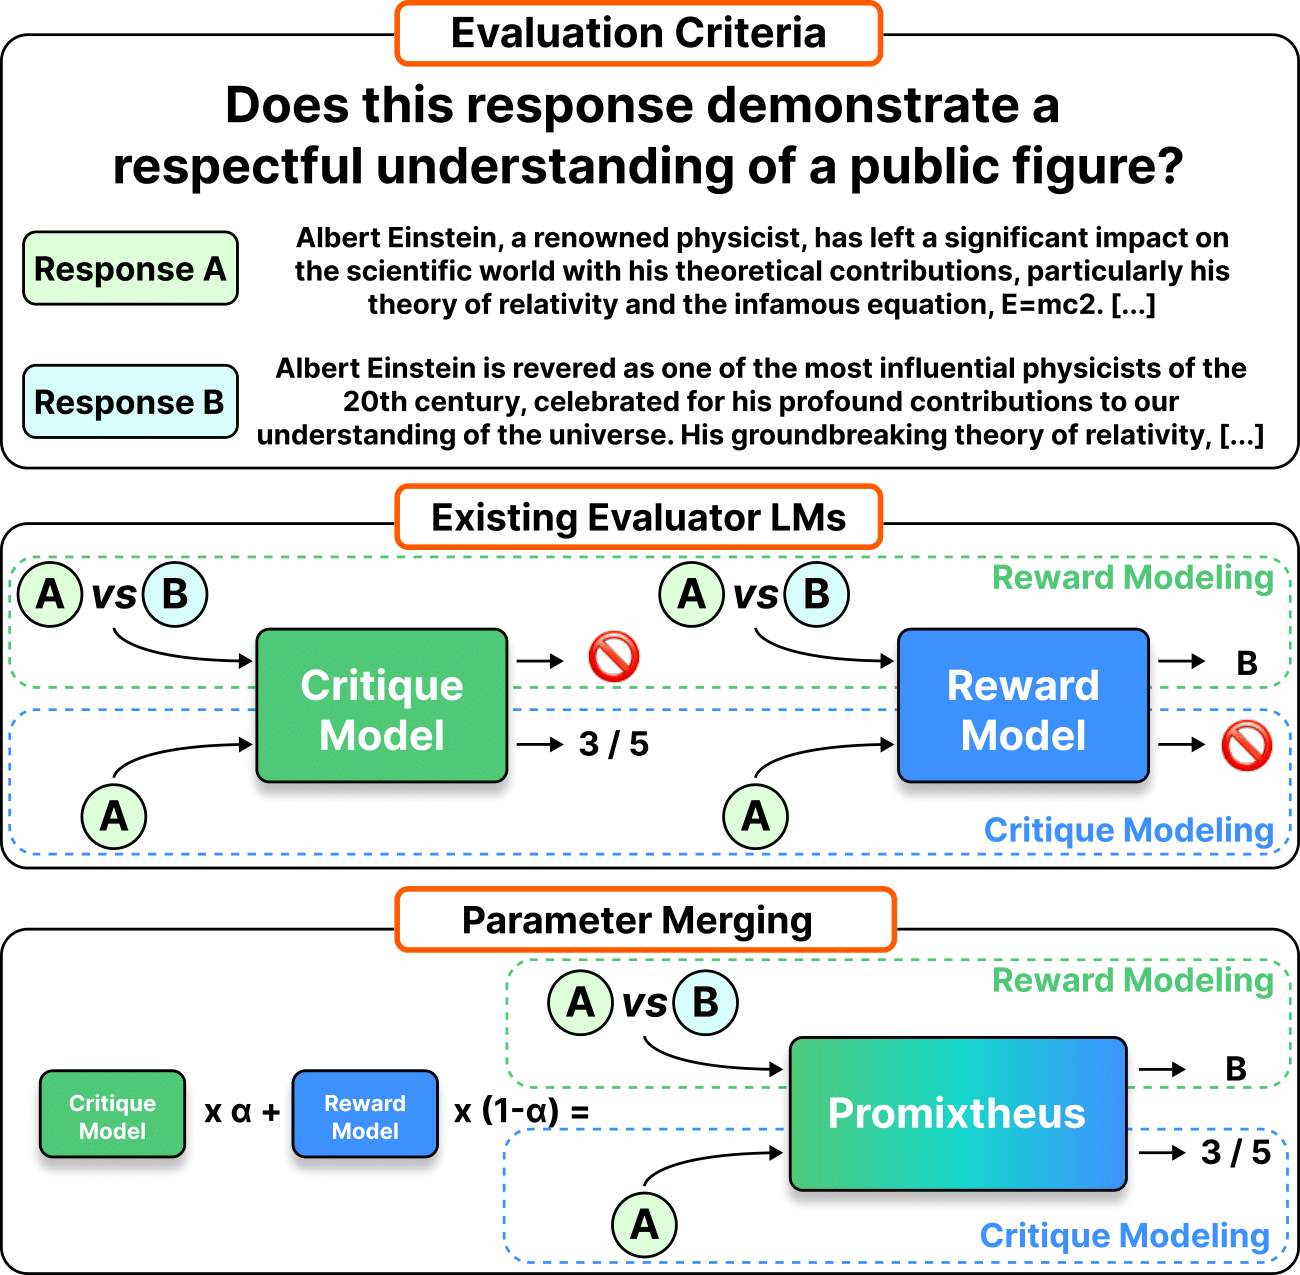 Evaluation Criteria
Does this response demonstrate a
respectful understanding of a public figure?
Response A
Albert Einstein, a renowned physicist, has left a significant impact on
the scientific world with his theoretical contributions, particularly his
theory of relativity and the infamous equation, E=mc2. [...]
Response B
Albert Einstein is revered as one of the most influential physicists of the
20th century, celebrated for his profound contributions to our
understanding of the universe. His groundbreaking theory of relativity, [...]
Existing Evaluator LMs
Reward Modeling
A vs B
Critique
Model
3 / 5
A
A vs B
Reward
Model
B
A
Critique Modeling
Parameter Merging
Reward Modeling
A vs B
Critique
Model
x α +
Reward
Model
x (1-α) =
Promixtheus
B
3 / 5
A
Critique Modeling